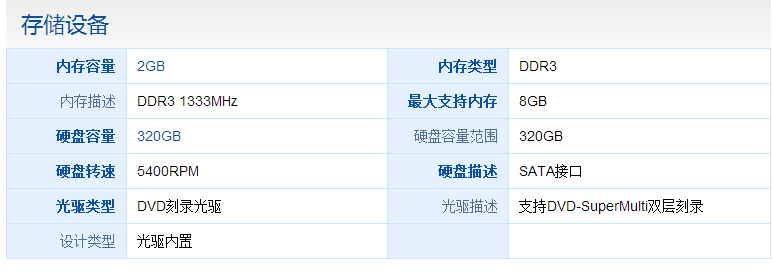 存储设备
内存容量 2GB 内存类型 DDR3
内存描述 DDR3 1333MHz 最大支持内存 8GB
硬盘容量 320GB 硬盘容量范围 320GB
硬盘转速 5400RPM 硬盘描述 SATA接口
光驱类型 DVD刻录光驱 光驱描述 支持DVD-SuperMulti双层刻录
设计类型 光驱内置